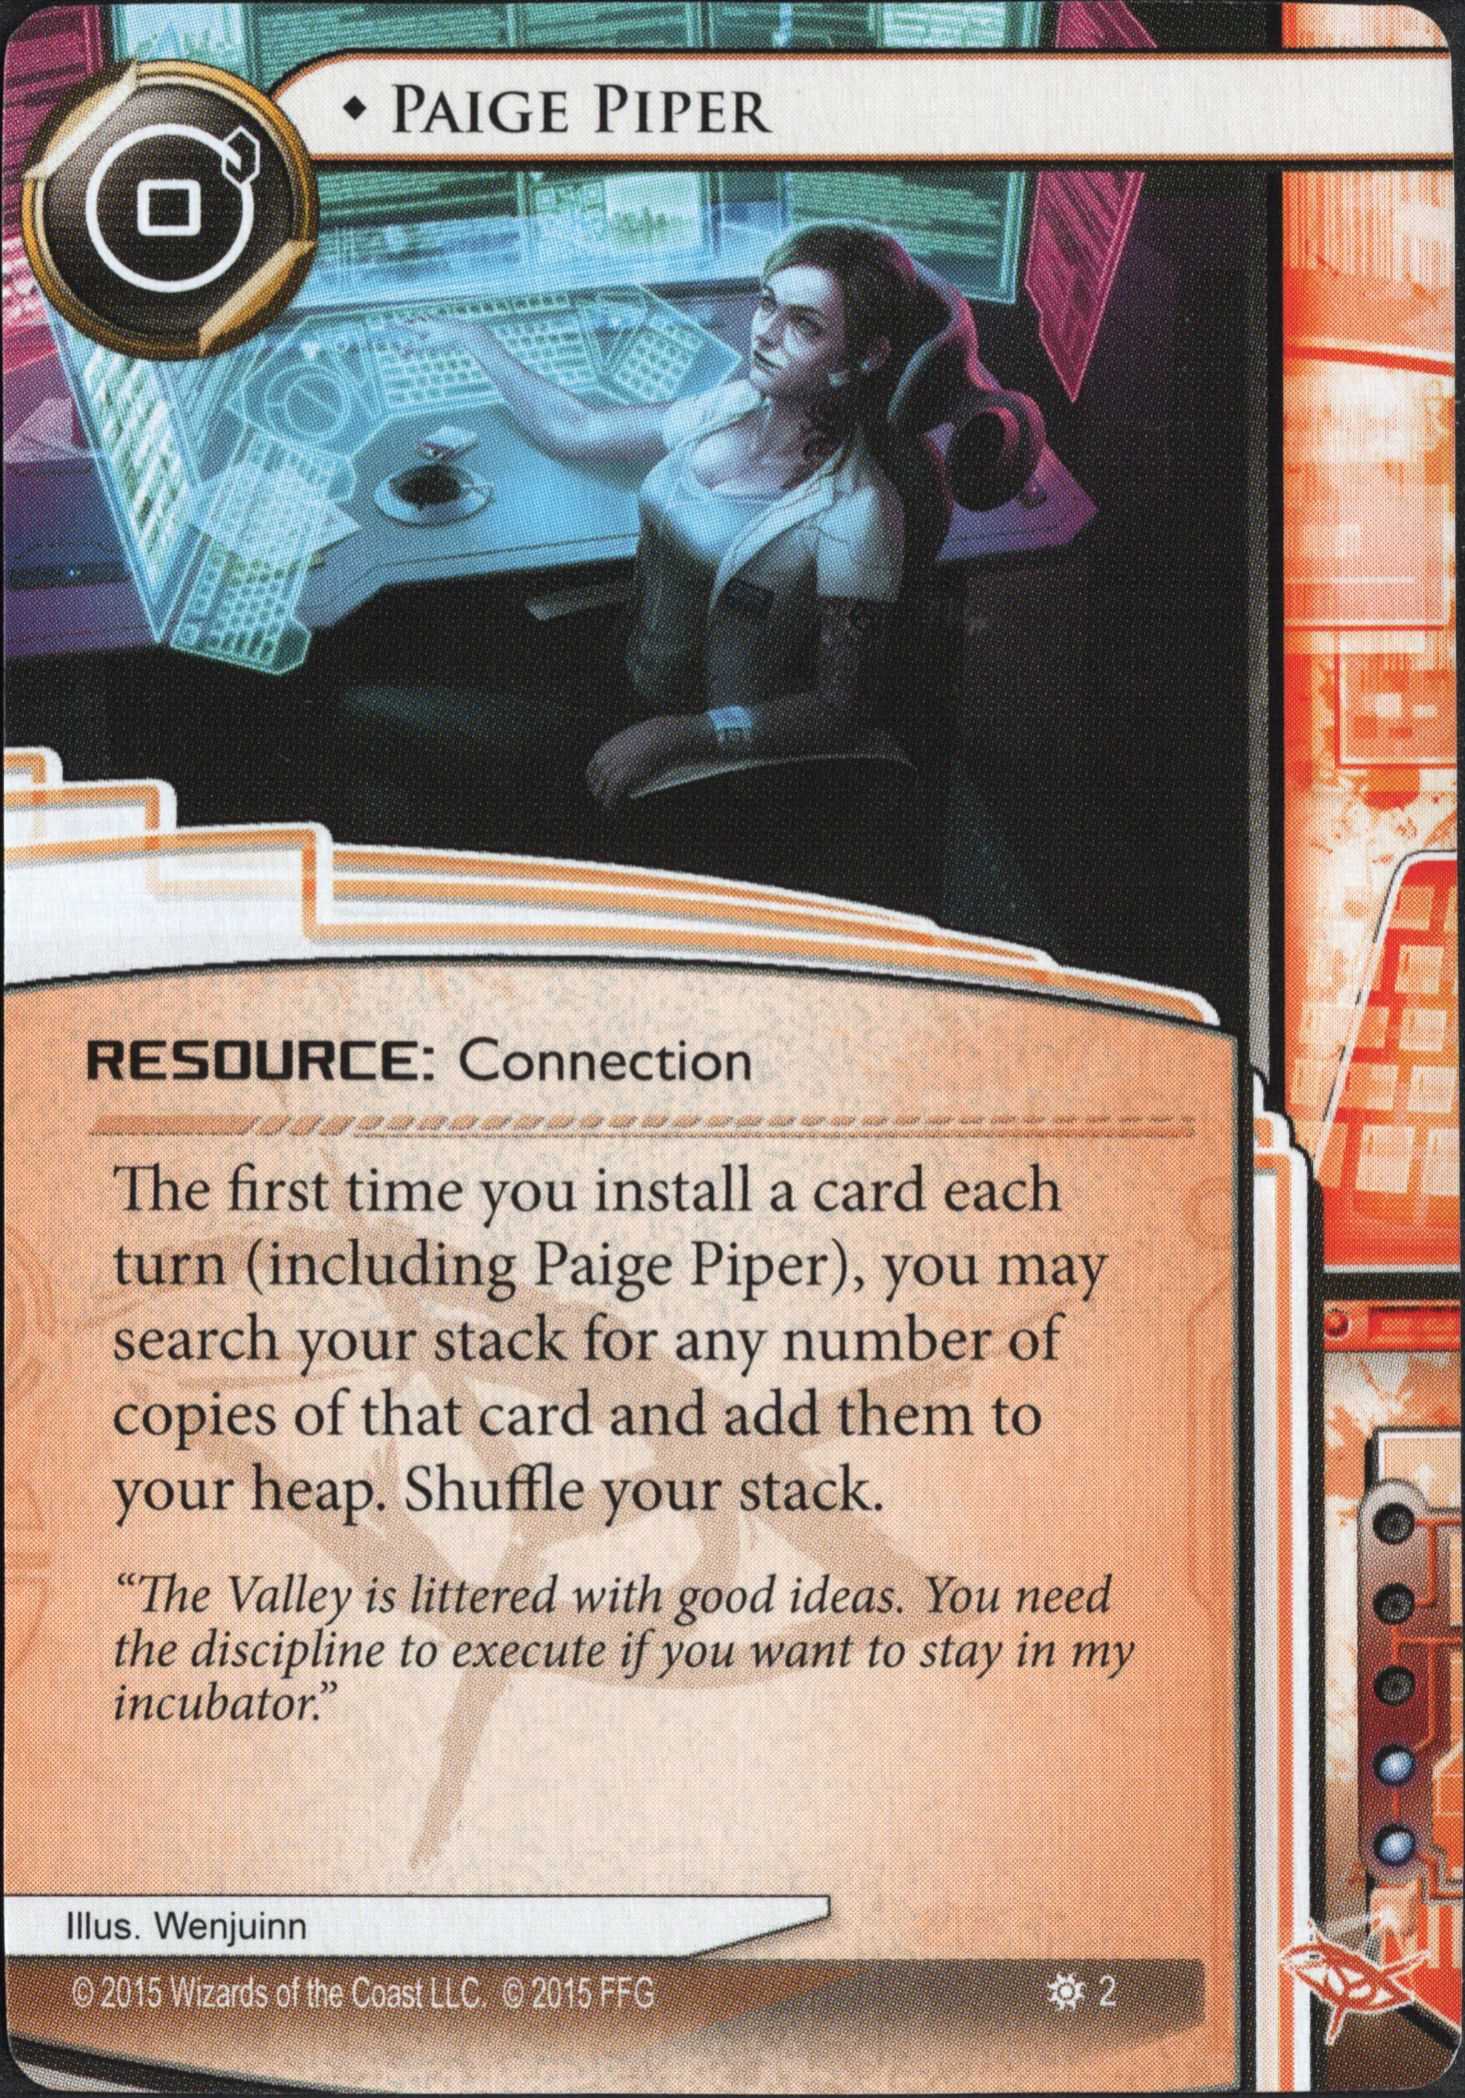 ◆ PAIGE PIPER
0
RESOURCE: Connection
The first time you install a card each
turn (including Paige Piper), you may
search your stack for any number of
copies of that card and add them to
your heap. Shuffle your stack.
“The Valley is littered with good ideas. You need
the discipline to execute if you want to stay in my
incubator.”
Illus. Wenjuinn
© 2015 Wizards of the Coast LLC. © 2015 FFG
2